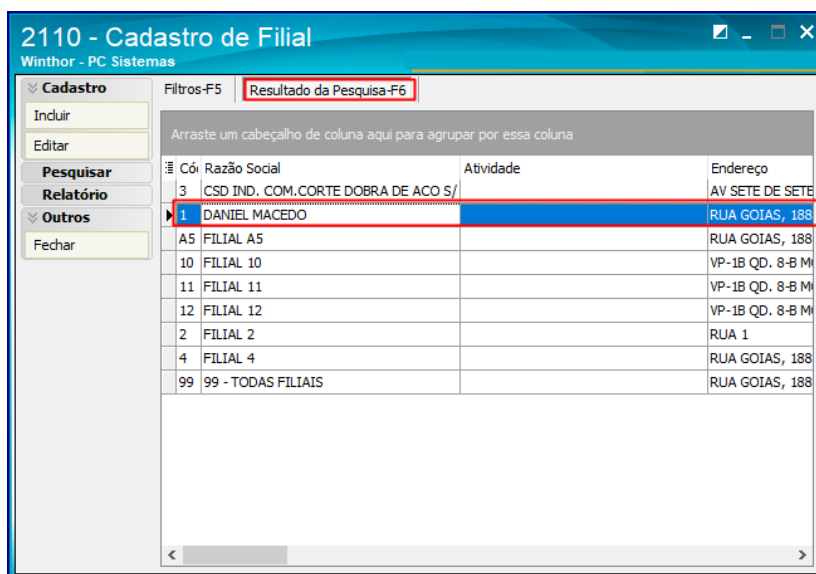 2110 - Cadastro de Filial
Winthor - PC Sistemas
Cadastro
Incluir
Editar
Pesquisar
Relatório
Outros
Fechar
Filtros-F5 Resultado da Pesquisa-F6
Arraste um cabeçalho de coluna aqui para agrupar por essa coluna
Cód Razão Social Atividade Endereço
3 CSD IND. COM.CORTE DOBRA DE ACO S/ AV SETE DE SETE
1 DANIEL MACEDO RUA GOIAS, 188
A5 FILIAL A5 RUA GOIAS, 188
10 FILIAL 10 VP-1B QD. 8-B M
11 FILIAL 11 VP-1B QD. 8-B M
12 FILIAL 12 VP-1B QD. 8-B M
2 FILIAL 2 RUA 1
4 FILIAL 4 RUA GOIAS, 188
99 99 - TODAS FILIAIS RUA GOIAS, 188